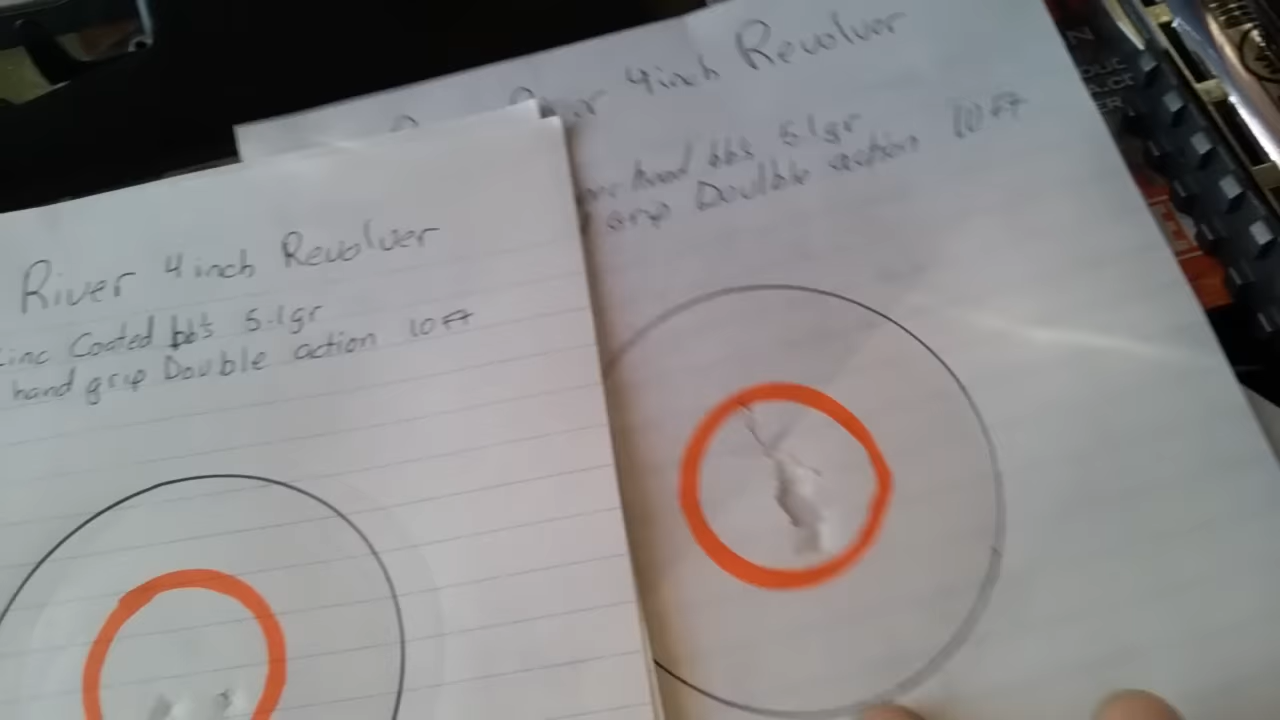 River 4inch Revolver
Coated bb's 5.1gr
hand grip Double action 10ft
4inch Revolver
hand bb's 5.1gr
grip Double action 10ft